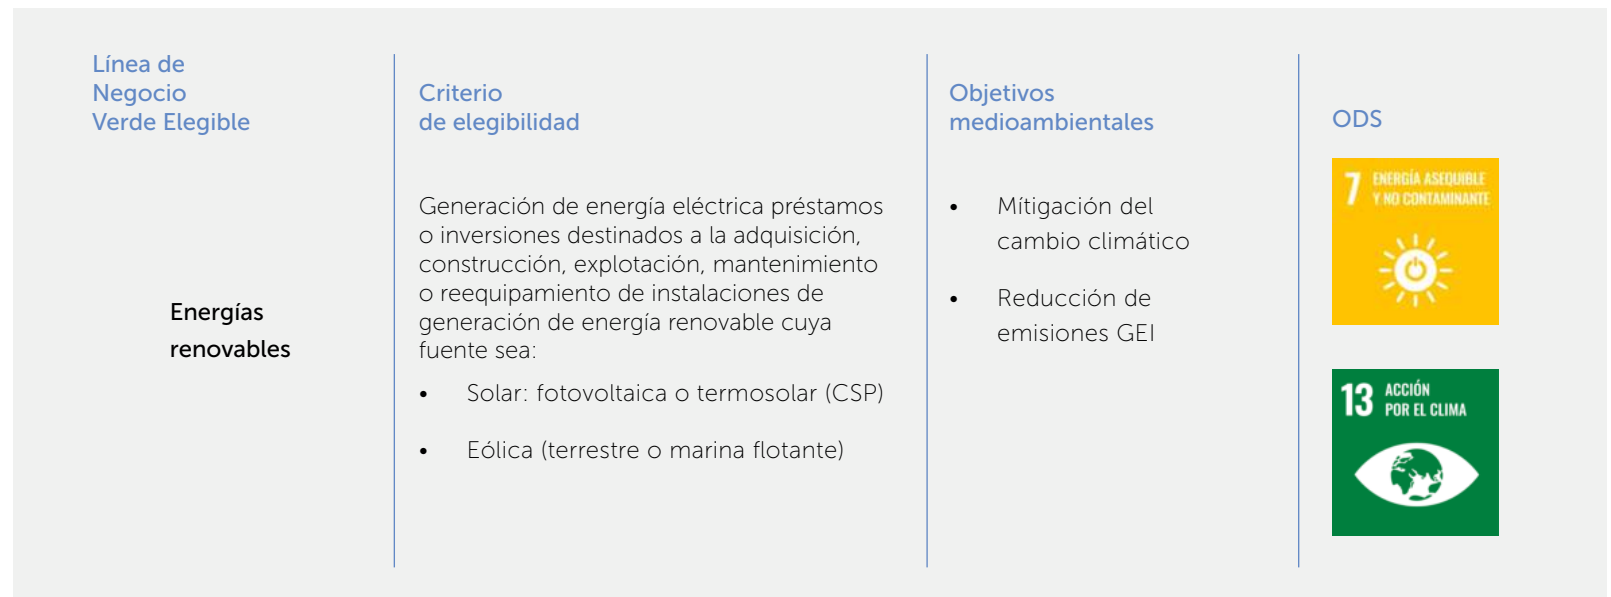 Línea de
Negocio
Verde Elegible
Criterio
de elegibilidad
Objetivos
medioambientales
ODS
Energías
renovables
Generación de energía eléctrica préstamos
o inversiones destinados a la adquisición,
construcción, explotación, mantenimiento
o reequipamiento de instalaciones de
generación de energía renovable cuya
fuente sea:
• Solar: fotovoltaica o termosolar (CSP)
• Eólica (terrestre o marina flotante)
• Mítigación del
cambio climático
• Reducción de
emisiones GEI
7 ENERGÍA ASEQUIBLE
Y NO CONTAMINANTE
13 ACCIÓN
POR EL CLIMA